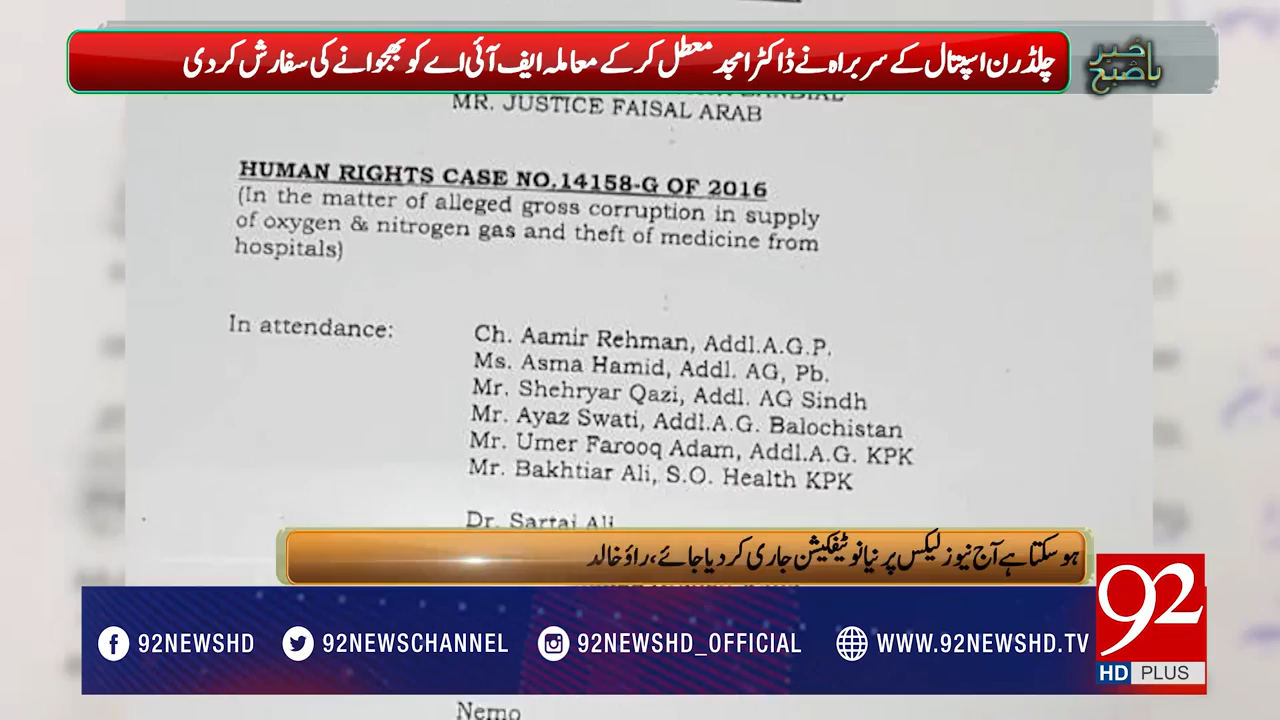 چلڈرن اسپتال کے سربراہ نے ڈاکٹر امجد معطل کر کے معاملہ ایف آئی اے کو بھجوانے کی سفارش کر دی
باخبر صبح
MR. JUSTICE FAISAL ARAB
HUMAN RIGHTS CASE NO.14158-G OF 2016
(In the matter of alleged gross corruption in supply
of oxygen & nitrogen gas and theft of medicine from
hospitals)
In attendance:
Ch. Aamir Rehman, Addl.A.G.P.
Ms. Asma Hamid, Addl. AG, Pb.
Mr. Shehryar Qazi, Addl. AG Sindh
Mr. Ayaz Swati, Addl.A.G. Balochistan
Mr. Umer Farooq Adam, Addl.A.G. KPK
Mr. Bakhtiar Ali, S.O. Health KPK
Dr. Sartaj Ali
ہو سکتا ہے آج نیوز لیکس پر نیا نوٹیفکیشن جاری کر دیا جائے، راؤ خالد
92NEWSHD
92NEWSCHANNEL
92NEWSHD_OFFICIAL
WWW.92NEWSHD.TV
92
HD PLUS
Nemo